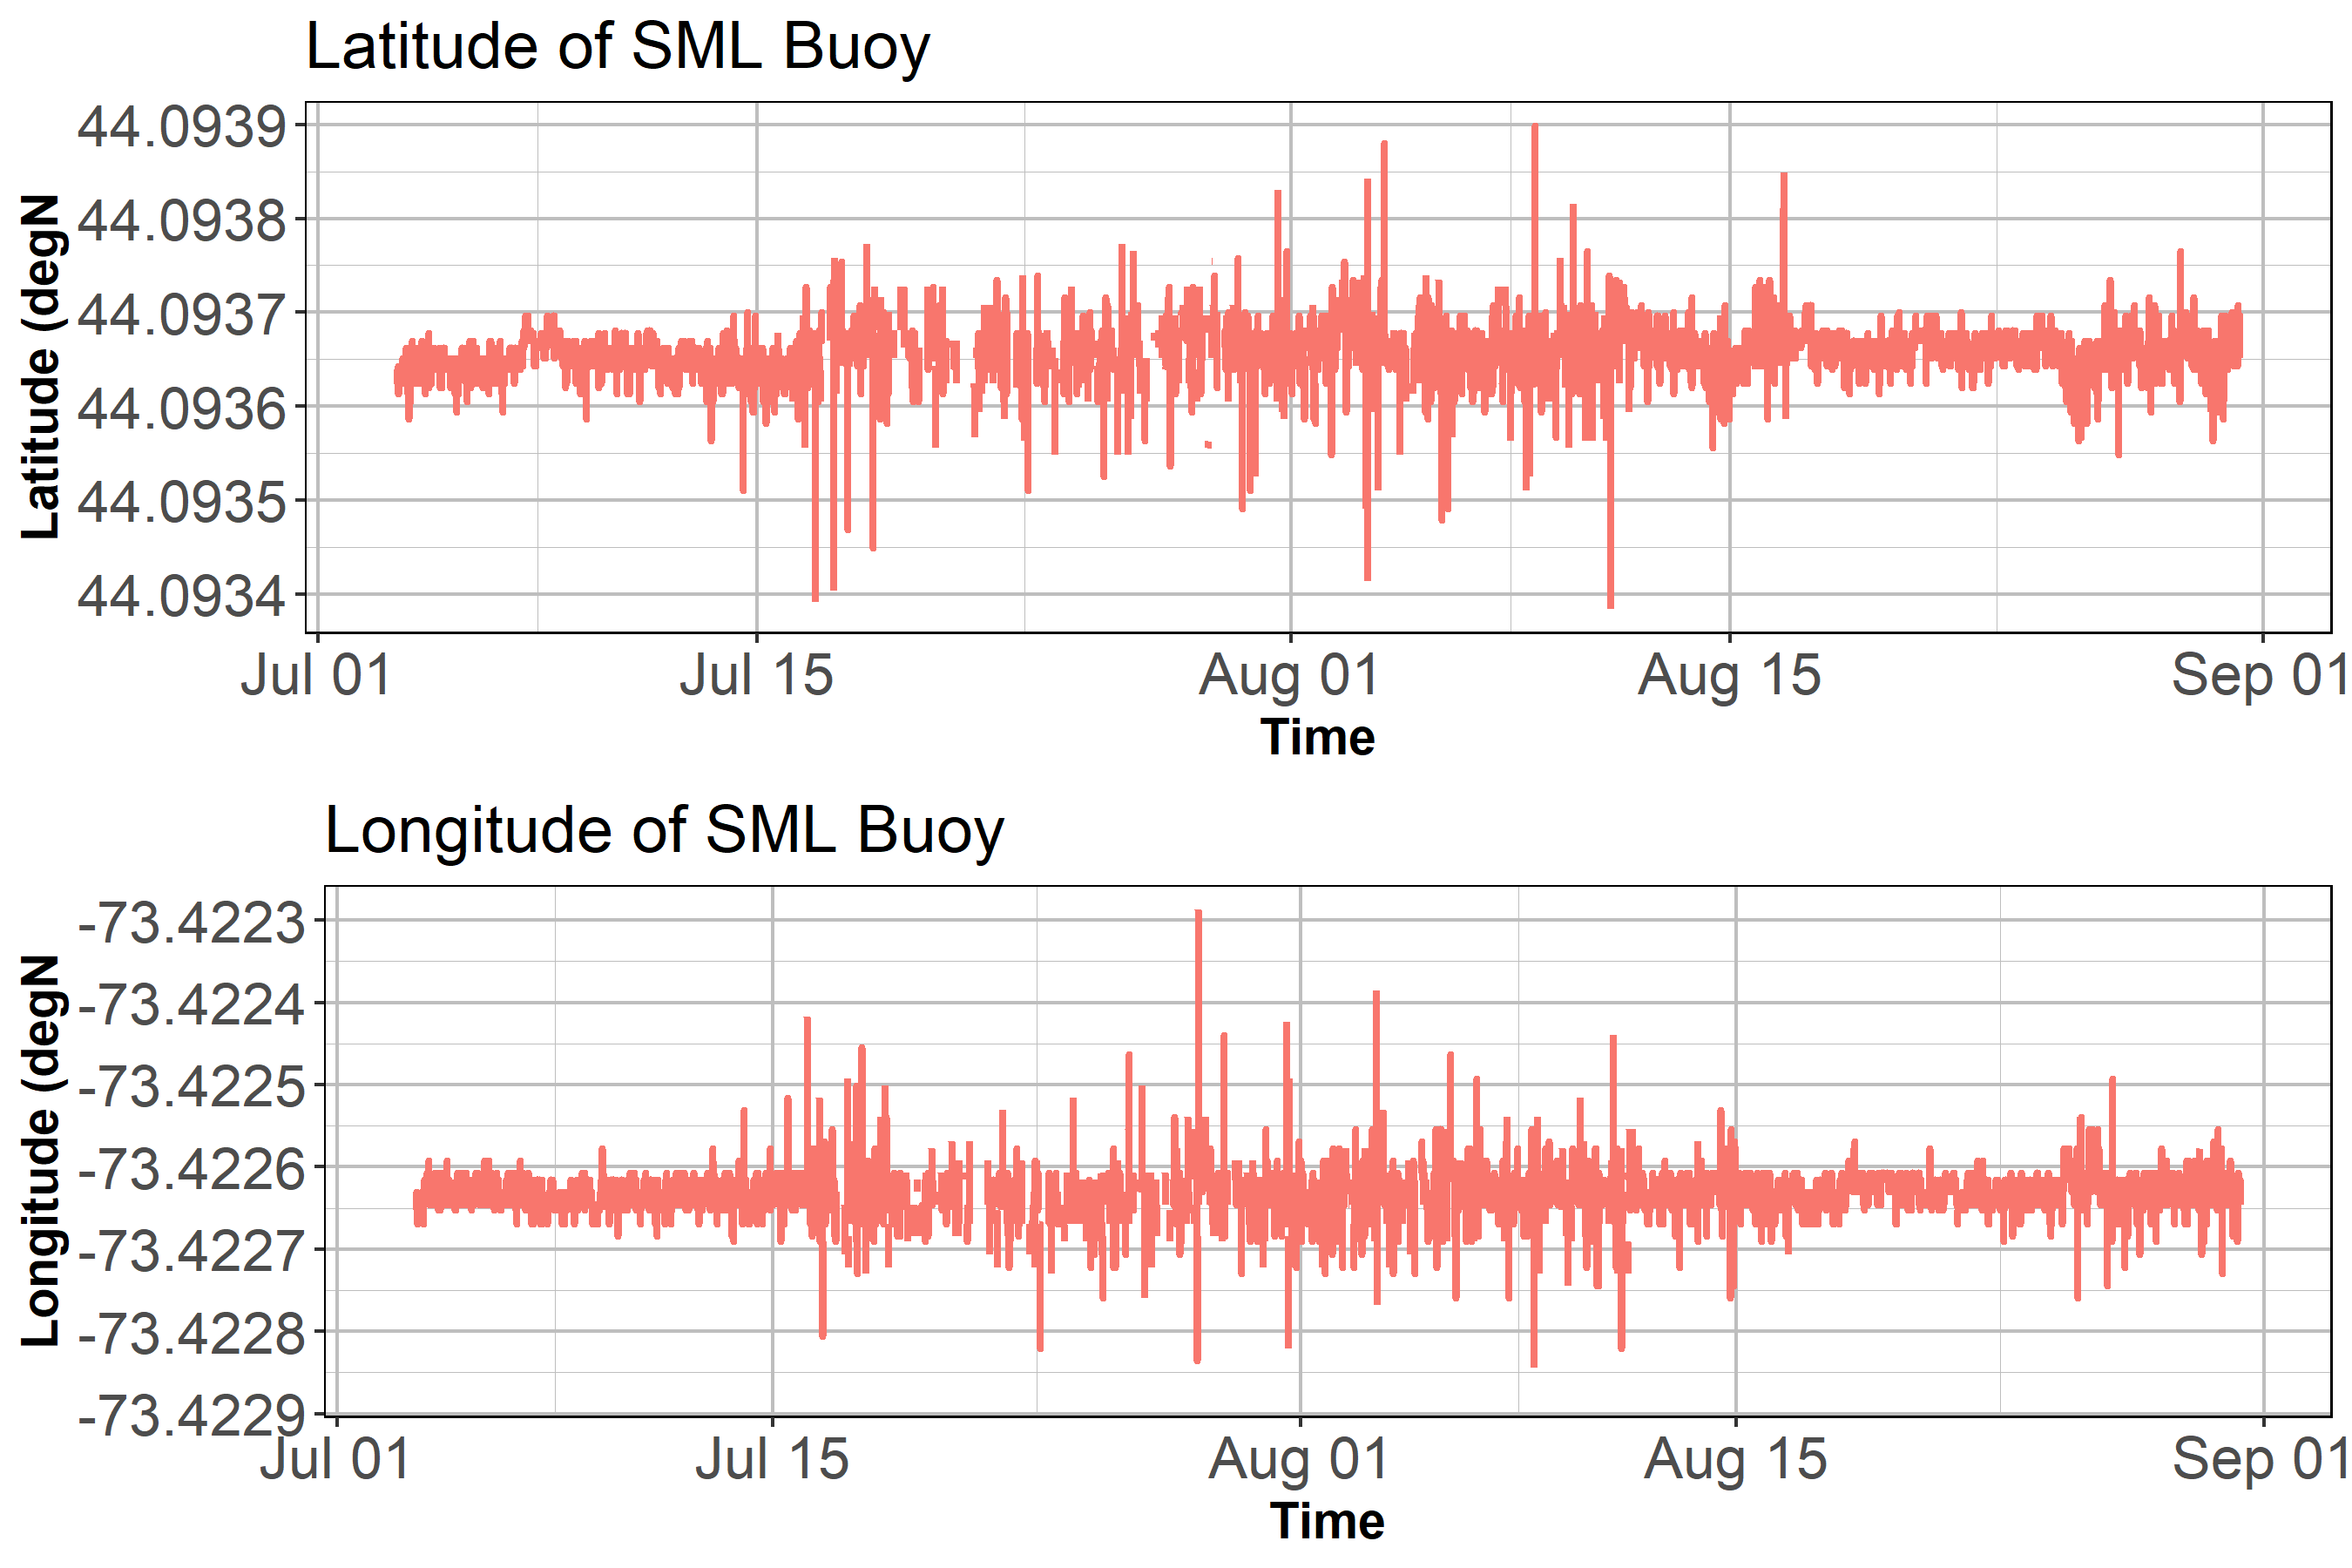 Latitude of SML Buoy
44.0939
44.0938
44.0937
44.0936
44.0935
44.0934
Latitude (degN
Jul 01 Jul 15 Aug 01 Aug 15 Sep 01
Time
Longitude of SML Buoy
-73.4223
-73.4224
-73.4225
-73.4226
-73.4227
-73.4228
-73.4229
Longitude (degN
Jul 01 Jul 15 Aug 01 Aug 15 Sep 01
Time